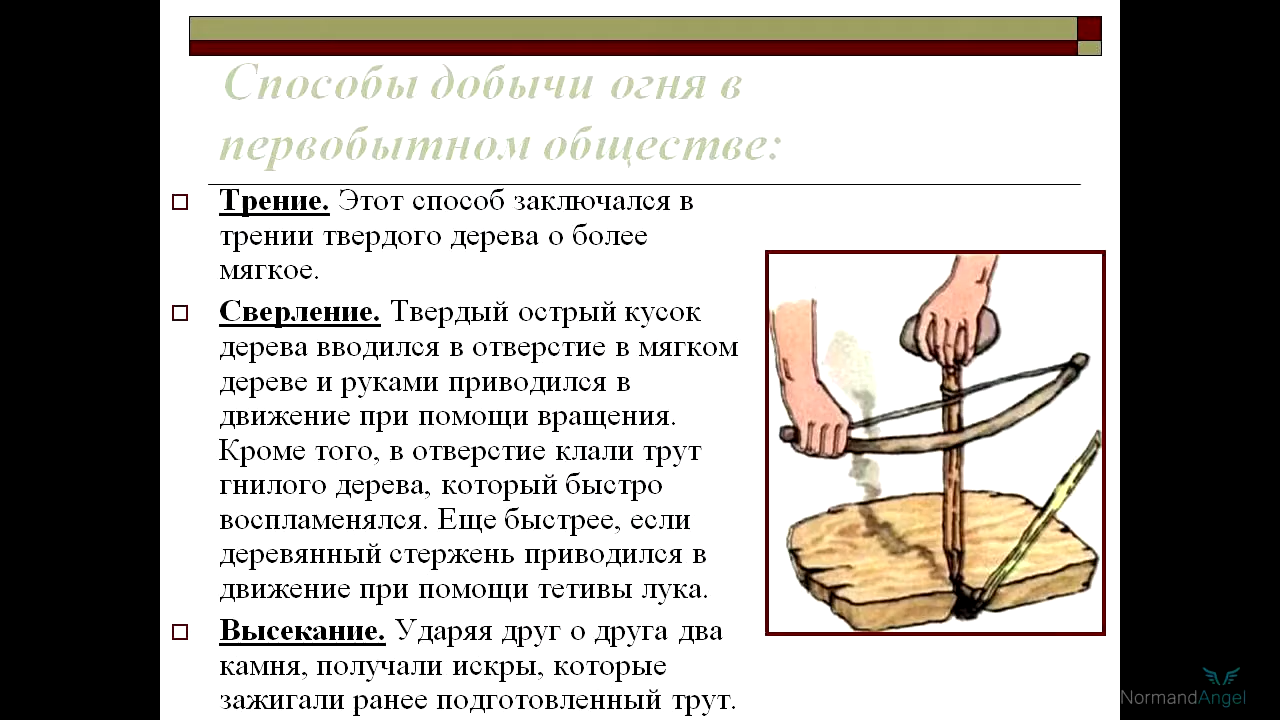 Способы добычи огня в
первобытном обществе:
Трение. Этот способ заключался в
трении твердого дерева о более
мягкое.
Сверление. Твердый острый кусок
дерева вводился в отверстие в мягком
дереве и руками приводился в
движение при помощи вращения.
Кроме того, в отверстие клали трут
гнилого дерева, который быстро
воспламенялся. Еще быстрее, если
деревянный стержень приводился в
движение при помощи тетивы лука.
Высекание. Ударяя друг о друга два
камня, получали искры, которые
зажигали ранее подготовленный трут.
NormandAngel